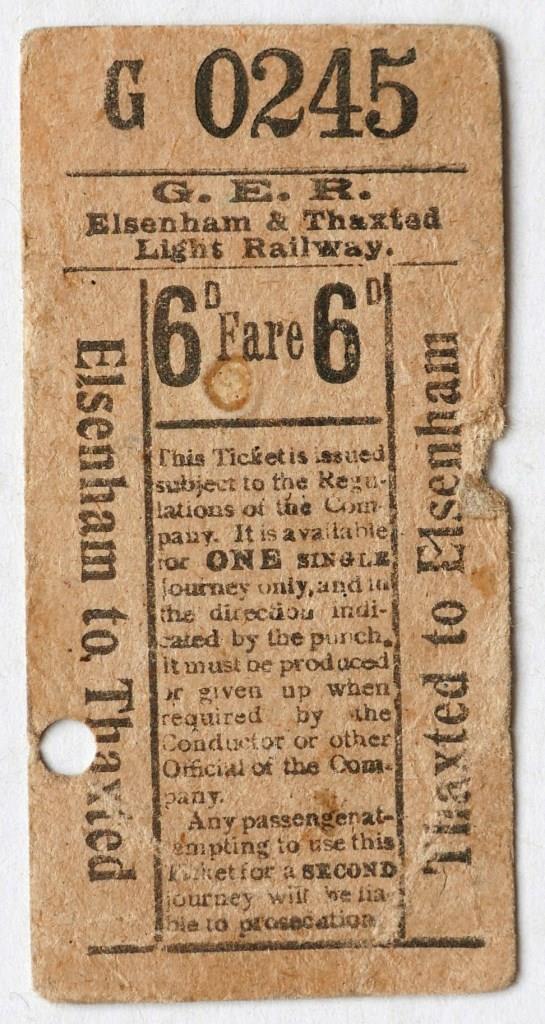 G 0245
G. E. R.
Elsenham & Thaxted
Light Railway.
6D Fare 6D
Elsenham to Thaxted
This Ticket is issued
subject to the Regu-
lations of the Com-
pany. It is available
for ONE SINGLE
journey only, and in
the direction indi-
cated by the punch.
it must be produced
or given up when
required by the
Conductor or other
Official of the Com-
pany.
Any passenger at-
tempting to use this
Ticket for a SECOND
journey will be lia-
ble to prosecution
Thaxted to Elsenham